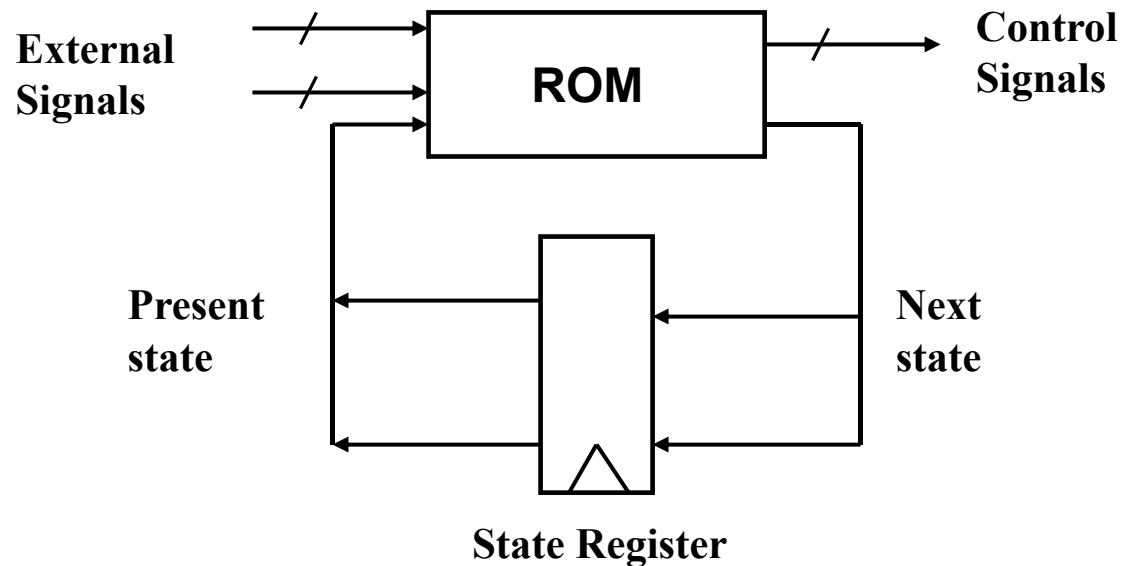 External
Signals
ROM
Control
Signals
Present
state
Next
state
State Register